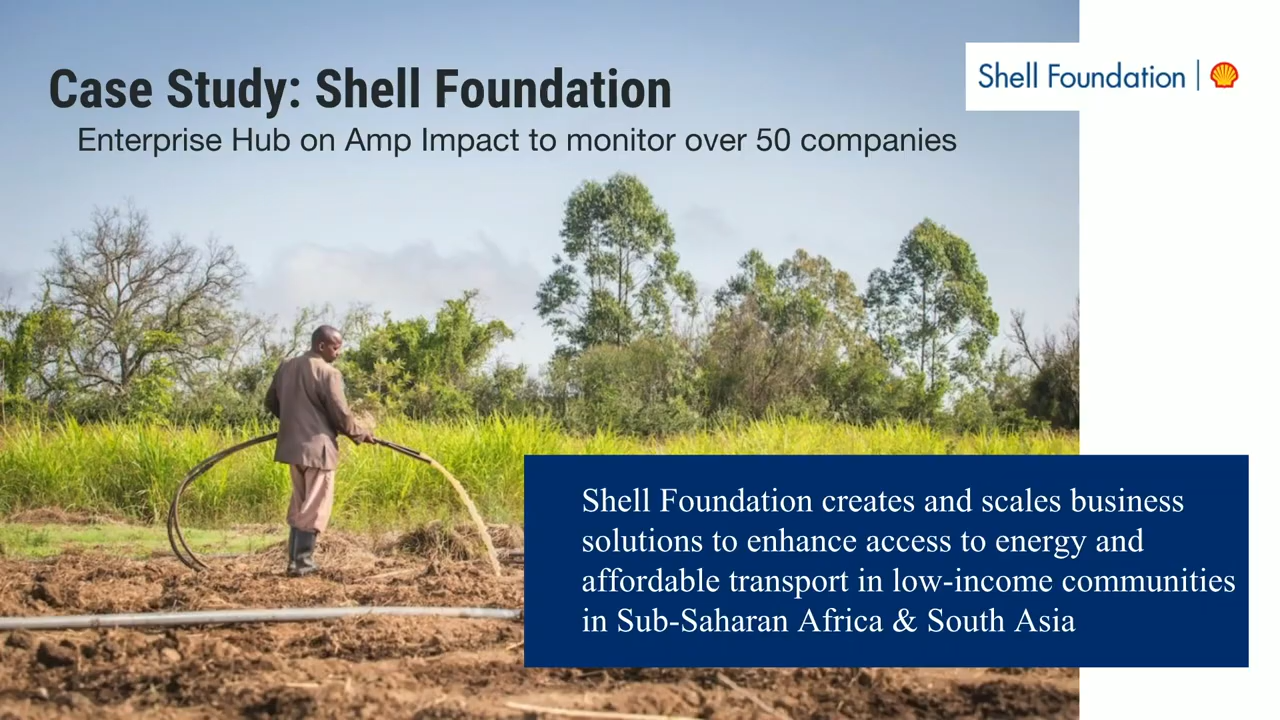 Case Study: Shell Foundation
Shell Foundation
Enterprise Hub on Amp Impact to monitor over 50 companies
Shell Foundation creates and scales business
solutions to enhance access to energy and
affordable transport in low-income communities
in Sub-Saharan Africa & South Asia